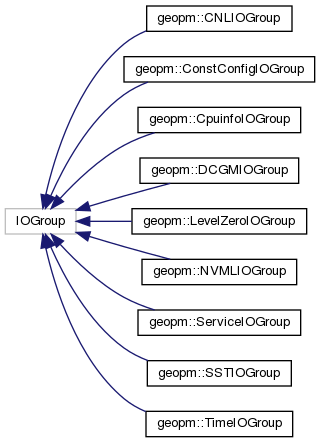 geopm::CNLIOGroup
geopm::ConstConfigIOGroup
geopm::CpuinfoIOGroup
geopm::DCGMIOGroup
IOGroup
geopm::LevelZeroIOGroup
geopm::NVMLIOGroup
geopm::ServiceIOGroup
geopm::SSTIOGroup
geopm::TimeIOGroup